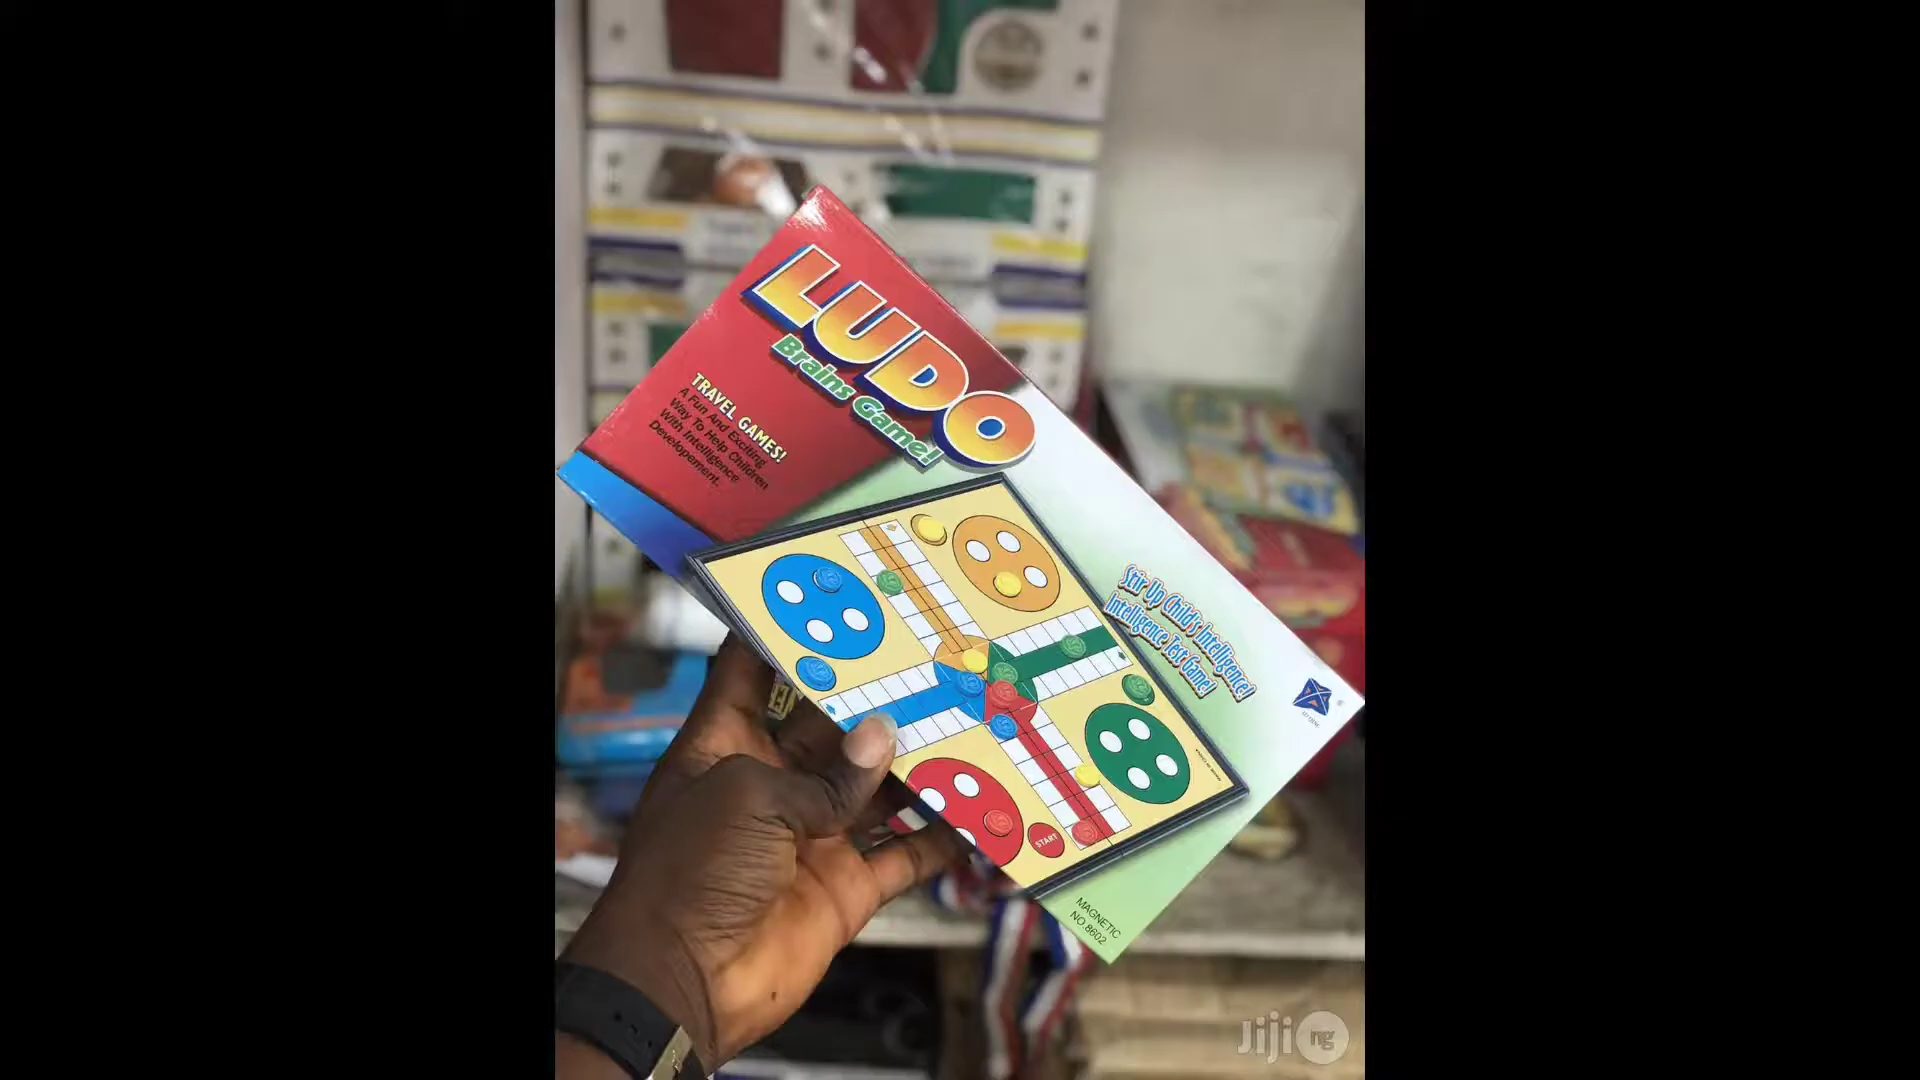 LUDO
Brains Game!
TRAVEL GAMES!
A Fun And Exciting
Way To Help Children
With Intelligence
Developement.
Stir Up Child's Intelligence!
Intelligence Test Game!
START
MAGNETIC
NO.8602
Jiji ng